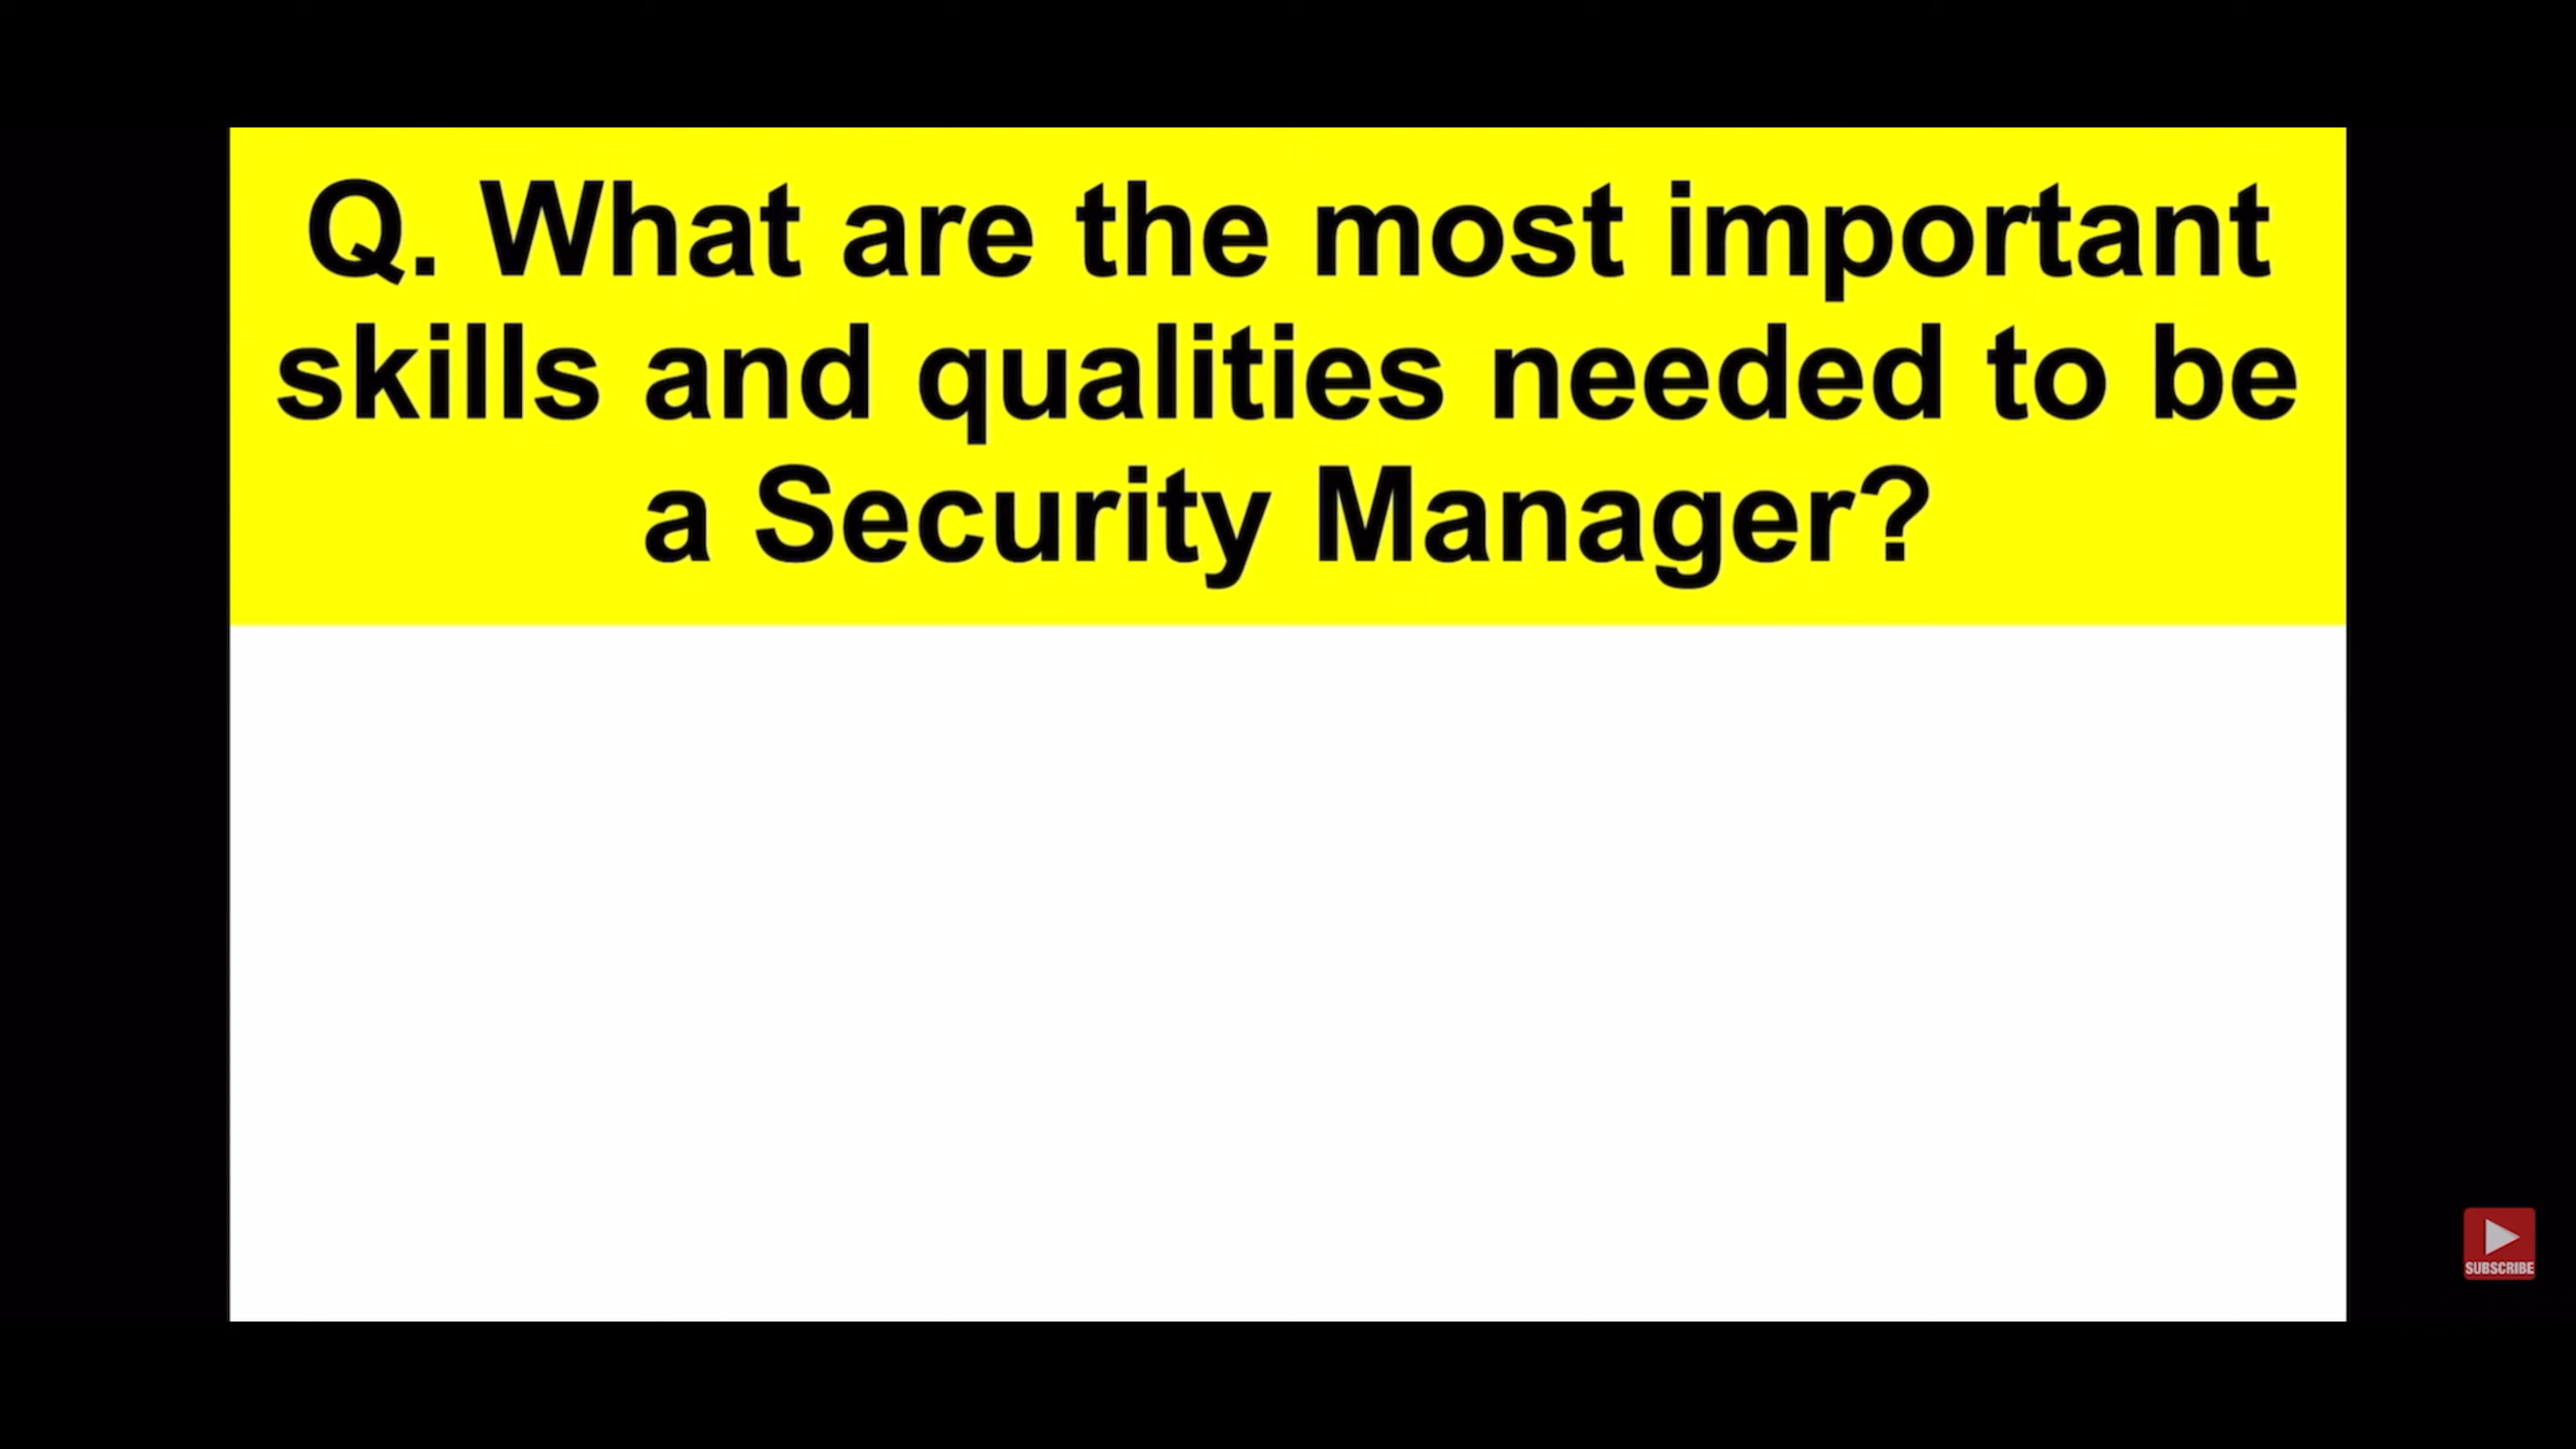 Q. What are the most important
skills and qualities needed to be
a Security Manager?
SUBSCRIBE